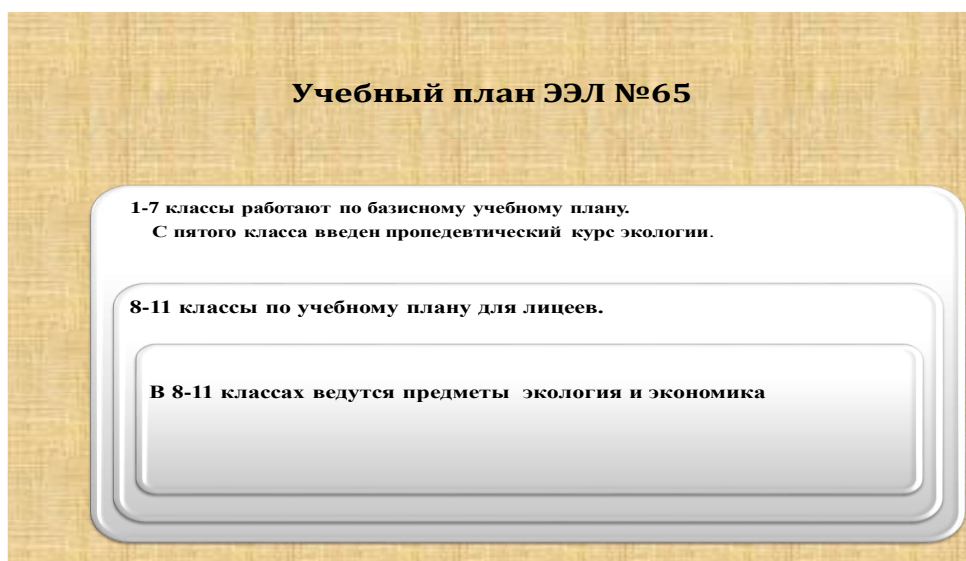 Учебный план ЭЭЛ №65
1-7 классы работают по базисному учебному плану.
С пятого класса введен пропедевтический курс экологии.
8-11 классы по учебному плану для лицеев.
В 8-11 классах ведутся предметы экология и экономика